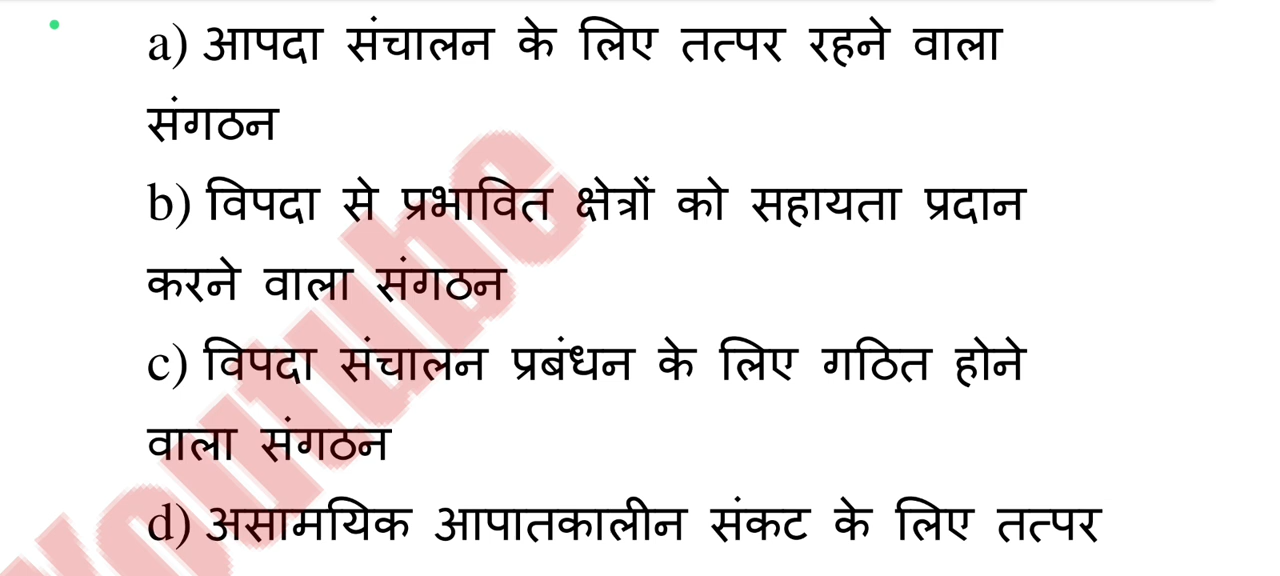 a) आपदा संचालन के लिए तत्पर रहने वाला
संगठन
b) विपदा से प्रभावित क्षेत्रों को सहायता प्रदान
करने वाला संगठन
c) विपदा संचालन प्रबंधन के लिए गठित होने
वाला संगठन
d) असामयिक आपातकालीन संकट के लिए तत्पर
Youtube